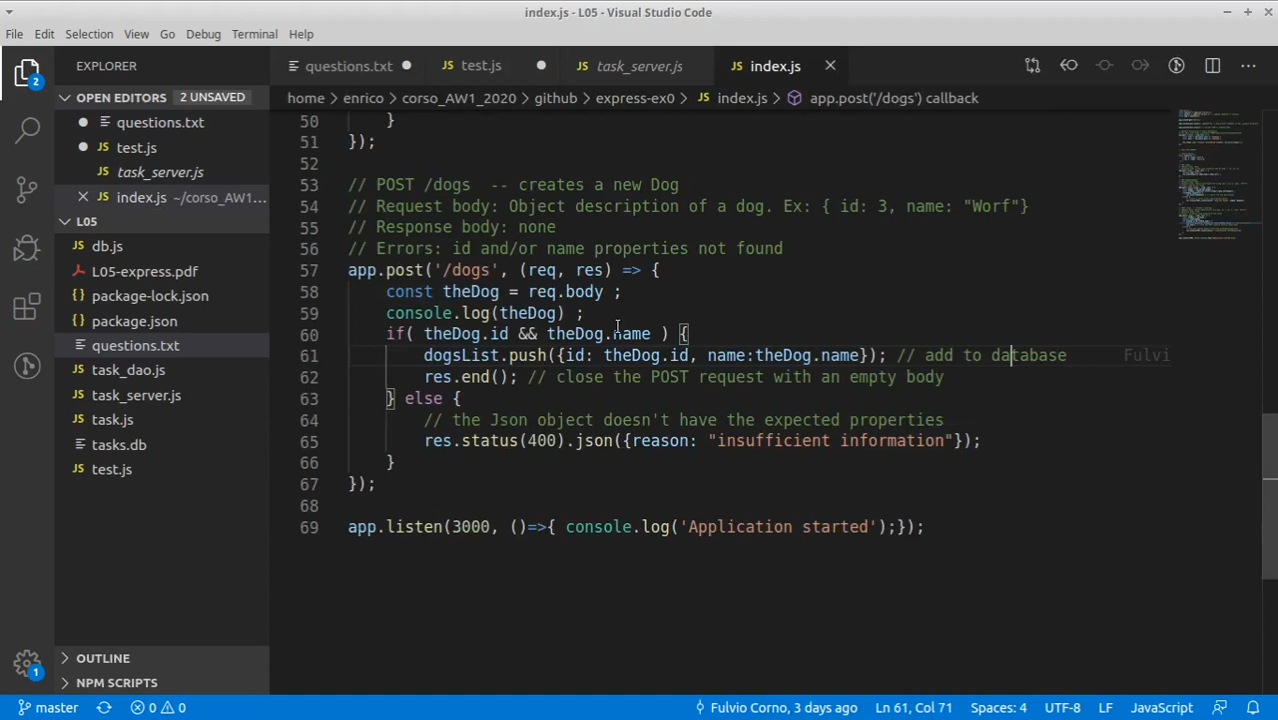 index.js - L05 - Visual Studio Code
File Edit Selection View Go Debug Terminal Help
EXPLORER
OPEN EDITORS 2 UNSAVED
questions.txt
test.js
task_server.js
index.js ~/corso_AW1...
L05
db.js
L05-express.pdf
package-lock.json
package.json
questions.txt
task_dao.js
task_server.js
task.js
tasks.db
test.js
OUTLINE
NPM SCRIPTS
2
1
questions.txt JS test.js JS task_server.js JS index.js
home > enrico > corso_AW1_2020 > github > express-ex0 > JS index.js > app.post('/dogs') callback
50 }
51 });
52
53 // POST /dogs  -- creates a new Dog
54 // Request body: Object description of a dog. Ex: { id: 3, name: "Worf"}
55 // Response body: none
56 // Errors: id and/or name properties not found
57 app.post('/dogs', (req, res) => {
58 const theDog = req.body ;
59 console.log(theDog) ;
60 if( theDog.id && theDog.name ) {
61 dogsList.push({id: theDog.id, name:theDog.name}); // add to database Fulvi
62 res.end(); // close the POST request with an empty body
63 } else {
64 // the Json object doesn't have the expected properties
65 res.status(400).json({reason: "insufficient information"});
66 }
67 });
68
69 app.listen(3000, ()=>{ console.log('Application started');});
master 0 0 Fulvio Corno, 3 days ago Ln 61, Col 71 Spaces: 4 UTF-8 LF JavaScript